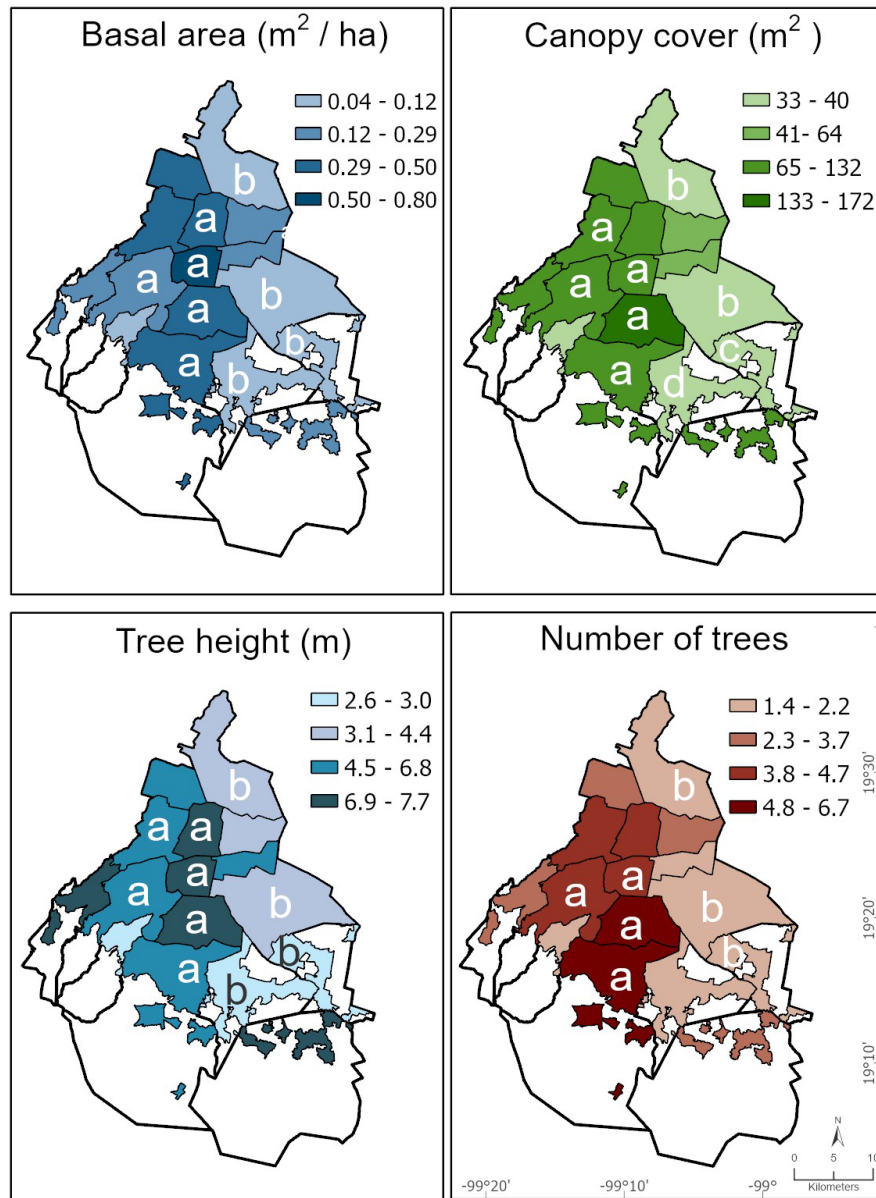 Basal area (m² / ha)
0.04 - 0.12
0.12 - 0.29
0.29 - 0.50
0.50 - 0.80
b
a
a
a
b
a
b
a
b
Canopy cover (m² )
33 - 40
41- 64
65 - 132
133 - 172
b
a
a
a
b
a
c
a
d
Tree height (m)
2.6 - 3.0
3.1 - 4.4
4.5 - 6.8
6.9 - 7.7
b
a
a
a
a
b
a
b
a
b
Number of trees
1.4 - 2.2
2.3 - 3.7
3.8 - 4.7
4.8 - 6.7
b
a
a
b
a
b
a
19°30'
19°20'
19°10'
N
0 5 10
Kilometers
-99°20' -99°10' -99°